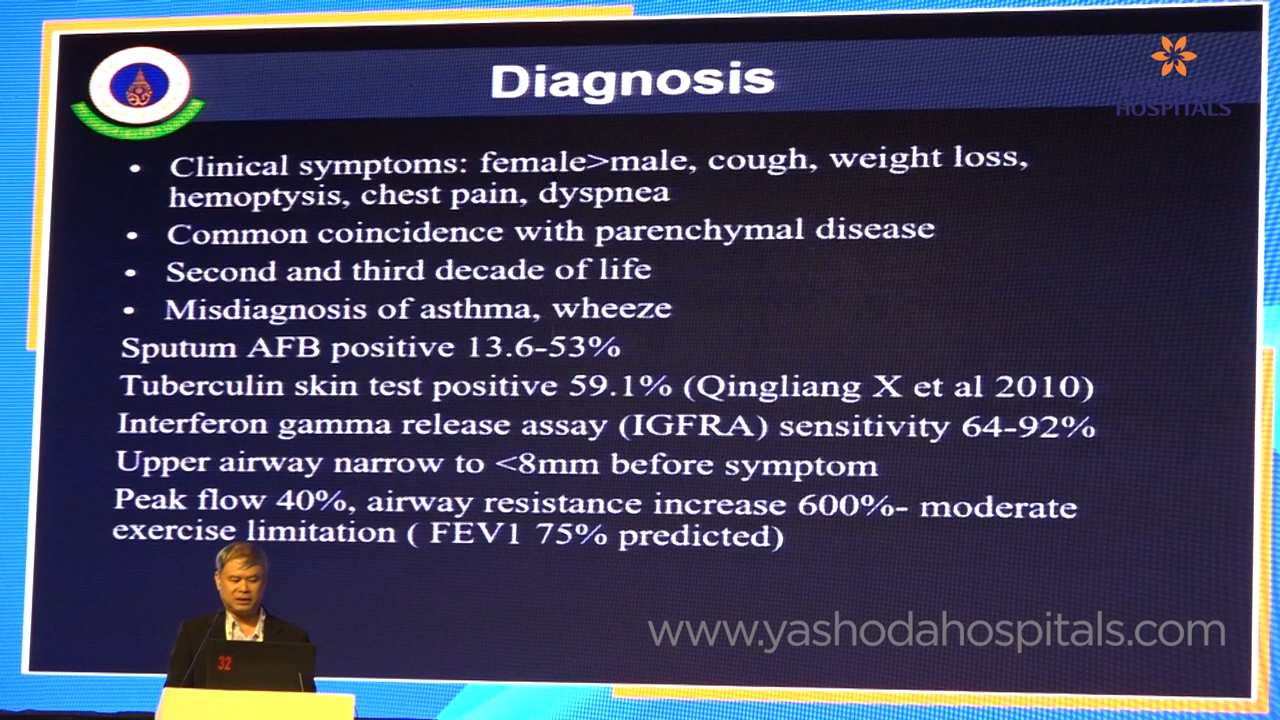 Diagnosis
HOSPITALS
• Clinical symptoms: female>male, cough, weight loss,
hemoptysis, chest pain, dyspnea
• Common coincidence with parenchymal disease
• Second and third decade of life
• Misdiagnosis of asthma, wheeze
Sputum AFB positive 13.6-53%
Tuberculin skin test positive 59.1% (Qingliang X et al 2010)
Interferon gamma release assay (IGFRA) sensitivity 64-92%
Upper airway narrow to <8mm before symptom
Peak flow 40%, airway resistance increase 600%- moderate
exercise limitation ( FEV1 75% predicted)
www.yashodahospitals.com
32